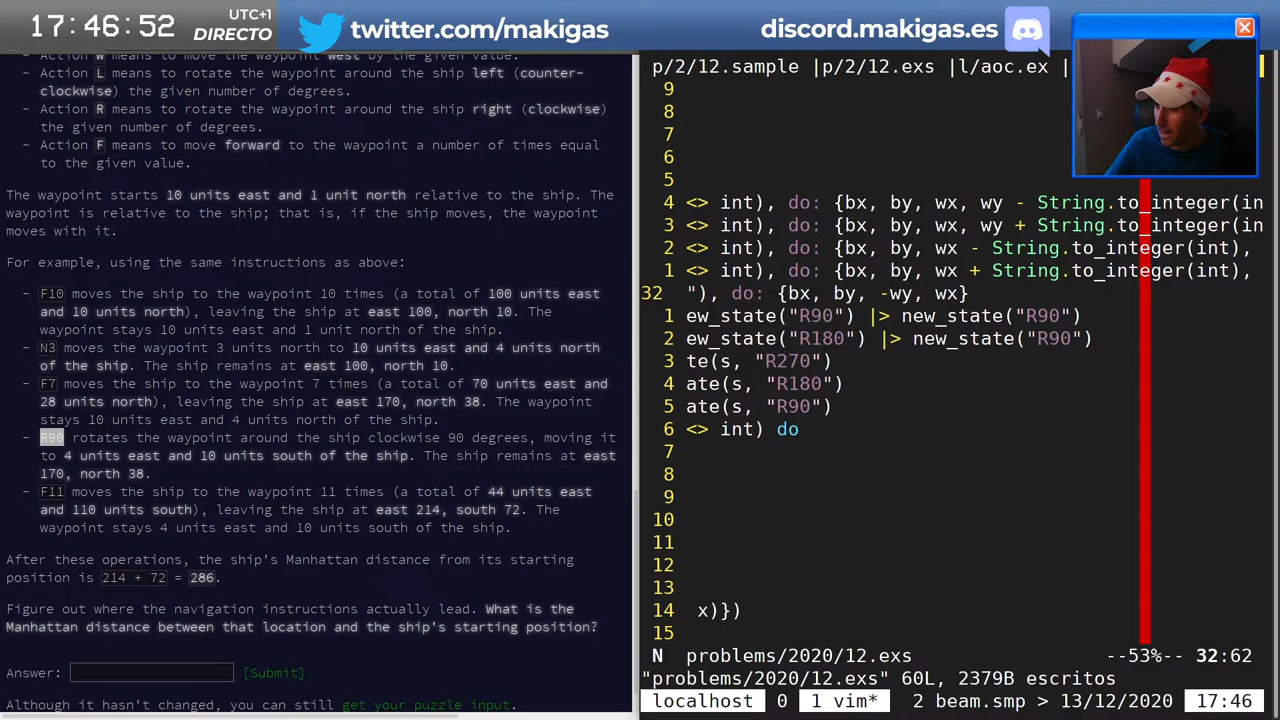 17:46:52
UTC+1
DIRECTO
twitter.com/makigas
discord.makigas.es
- Action W means to move the waypoint west by the given value.
- Action L means to rotate the waypoint around the ship left (counter-
clockwise) the given number of degrees.
- Action R means to rotate the waypoint around the ship right (clockwise)
the given number of degrees.
- Action F means to move forward to the waypoint a number of times equal
to the given value.
The waypoint starts 10 units east and 1 unit north relative to the ship. The
waypoint is relative to the ship; that is, if the ship moves, the waypoint
moves with it.
For example, using the same instructions as above:
- F10 moves the ship to the waypoint 10 times (a total of 100 units east
and 10 units north), leaving the ship at east 100, north 10. The
waypoint stays 10 units east and 1 unit north of the ship.
- N3 moves the waypoint 3 units north to 10 units east and 4 units north
of the ship. The ship remains at east 100, north 10.
- F7 moves the ship to the waypoint 7 times (a total of 70 units east and
28 units north), leaving the ship at east 170, north 38. The waypoint
stays 10 units east and 4 units north of the ship.
- R90 rotates the waypoint around the ship clockwise 90 degrees, moving it
to 4 units east and 10 units south of the ship. The ship remains at east
170, north 38.
- F11 moves the ship to the waypoint 11 times (a total of 44 units east
and 110 units south), leaving the ship at east 214, south 72. The
waypoint stays 4 units east and 10 units south of the ship.
After these operations, the ship's Manhattan distance from its starting
position is 214 + 72 = 286.
Figure out where the navigation instructions actually lead. What is the
Manhattan distance between that location and the ship's starting position?
Answer: [Submit]
Although it hasn't changed, you can still get your puzzle input.
p/2/12.sample |p/2/12.exs |l/aoc.ex |
9
8
7
6
5
4 <> int), do: {bx, by, wx, wy - String.to_integer(in
3 <> int), do: {bx, by, wx, wy + String.to_integer(in
2 <> int), do: {bx, by, wx - String.to_integer(int),
1 <> int), do: {bx, by, wx + String.to_integer(int),
32 "), do: {bx, by, -wy, wx}
1 ew_state("R90") |> new_state("R90")
2 ew_state("R180") |> new_state("R90")
3 te(s, "R270")
4 ate(s, "R180")
5 ate(s, "R90")
6 <> int) do
7
8
9
10
11
12
13
14 x)})
15
N problems/2020/12.exs --53%-- 32:62
"problems/2020/12.exs" 60L, 2379B escritos
localhost 0 1 vim* 2 beam.smp > 13/12/2020 17:46